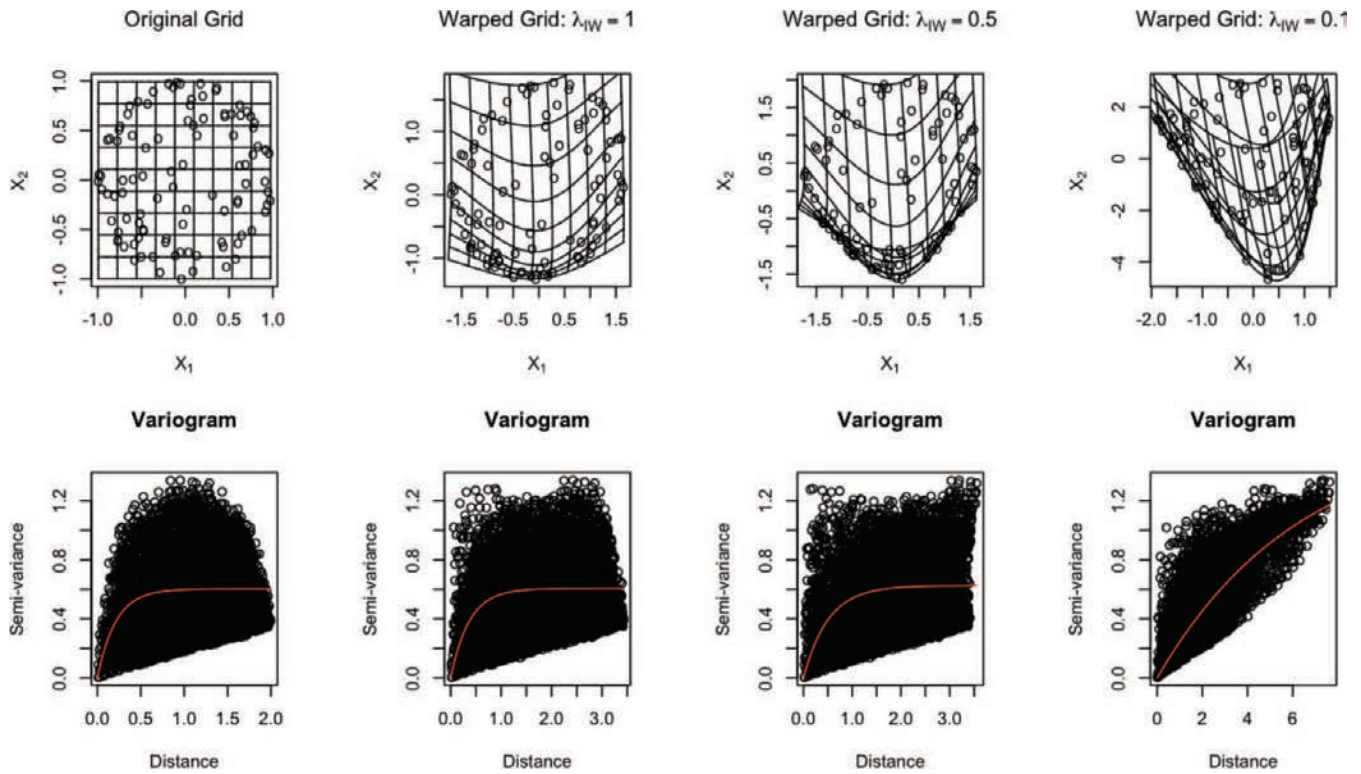 Original Grid
Warped Grid: λIW = 1
Warped Grid: λIW = 0.5
Warped Grid: λIW = 0.1
X2
1.0
0.5
0.0
-0.5
-1.0
-1.0
0.0
0.5
1.0
X1
X2
1.0
0.0
-1.0
-1.5
-0.5
0.5
1.6
X1
X2
1.5
0.5
-0.5
-1.5
-1.5
-0.5
0.5
1.6
X1
X2
2
0
-2
-4
-2.0
-1.0
0.0
1.0
X1
Variogram
Variogram
Variogram
Variogram
Semi-variance
1.2
0.8
0.4
0.0
0.0
0.5
1.0
1.5
2.0
Distance
Semi-variance
1.2
0.8
0.4
0.0
0.0
1.0
2.0
3.0
Distance
Semi-variance
1.2
0.8
0.4
0.0
0.0
1.0
2.0
3.0
Distance
Semi-variance
1.2
0.8
0.4
0.0
0
2
4
6
Distance